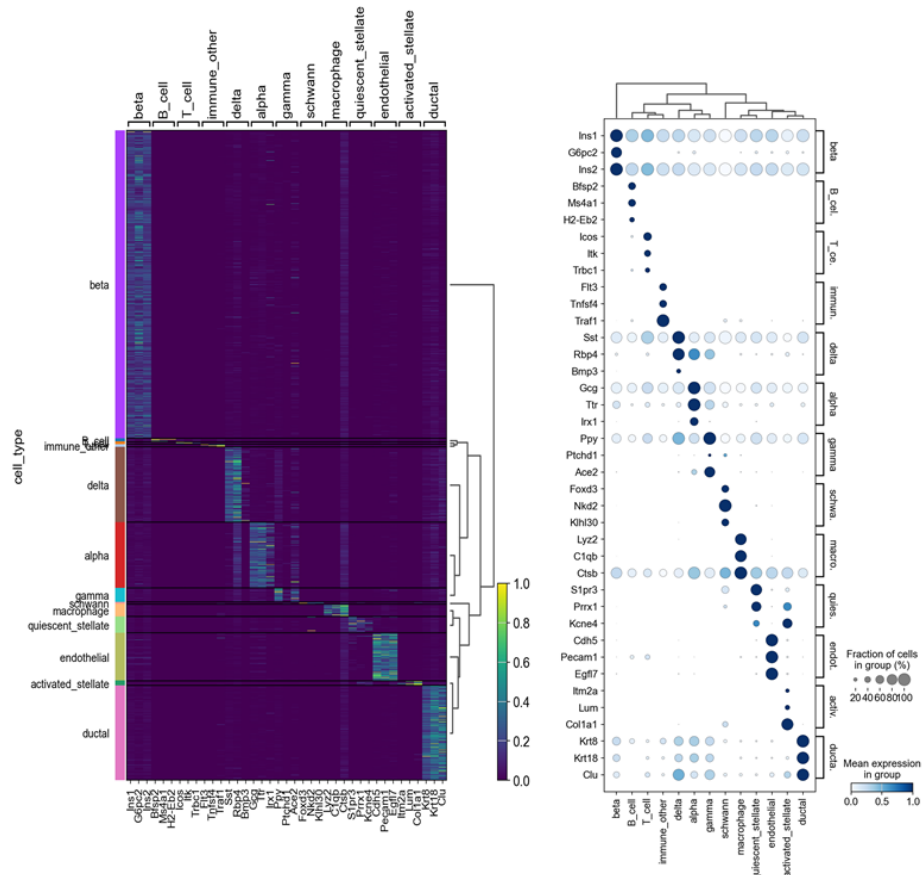 beta
B_cell
T_cell
immune_other
delta
alpha
gamma
schwann
macrophage
quiescent_stellate
endothelial
activated_stellate
ductal
cell_type
beta
B_cell
immune_other
delta
alpha
gamma
schwann
macrophage
quiescent_stellate
endothelial
activated_stellate
ductal
1.0
0.8
0.6
0.4
0.2
0.0
Ins1
G6pc2
Ins2
Bfsp2
Ms4a1
H2-Eb2
Icos
Itk
Trbc1
Flt3
Tnfsf4
Traf1
Sst
Rbp4
Bmp3
Gcg
Ttr
Irx1
Ppy
Ptchd1
Ace2
Foxd3
Nkd2
Klhl30
Lyz2
C1qb
Ctsb
S1pr3
Prrx1
Kcne4
Cdh5
Pecam1
Egfl7
Itm2a
Lum
Col1a1
Krt8
Krt18
Clu
Ins1
G6pc2
Ins2
beta
Bfsp2
Ms4a1
H2-Eb2
B_cel.
Icos
Itk
Trbc1
T_ce.
Flt3
Tnfsf4
Traf1
immun.
Sst
Rbp4
Bmp3
delta
Gcg
Ttr
Irx1
alpha
Ppy
Ptchd1
Ace2
gamma
Foxd3
Nkd2
Klhl30
schwa.
Lyz2
C1qb
Ctsb
macro.
S1pr3
Prrx1
Kcne4
quies.
Cdh5
Pecam1
Egfl7
endot.
Itm2a
Lum
Col1a1
activ.
Krt8
Krt18
Clu
ducta.
beta
B_cell
T_cell
immune_other
delta
alpha
gamma
schwann
macrophage
quiescent_stellate
endothelial
activated_stellate
ductal
Fraction of cells
in group (%)
20 40 60 80 100
Mean expression
in group
0.0 0.5 1.0